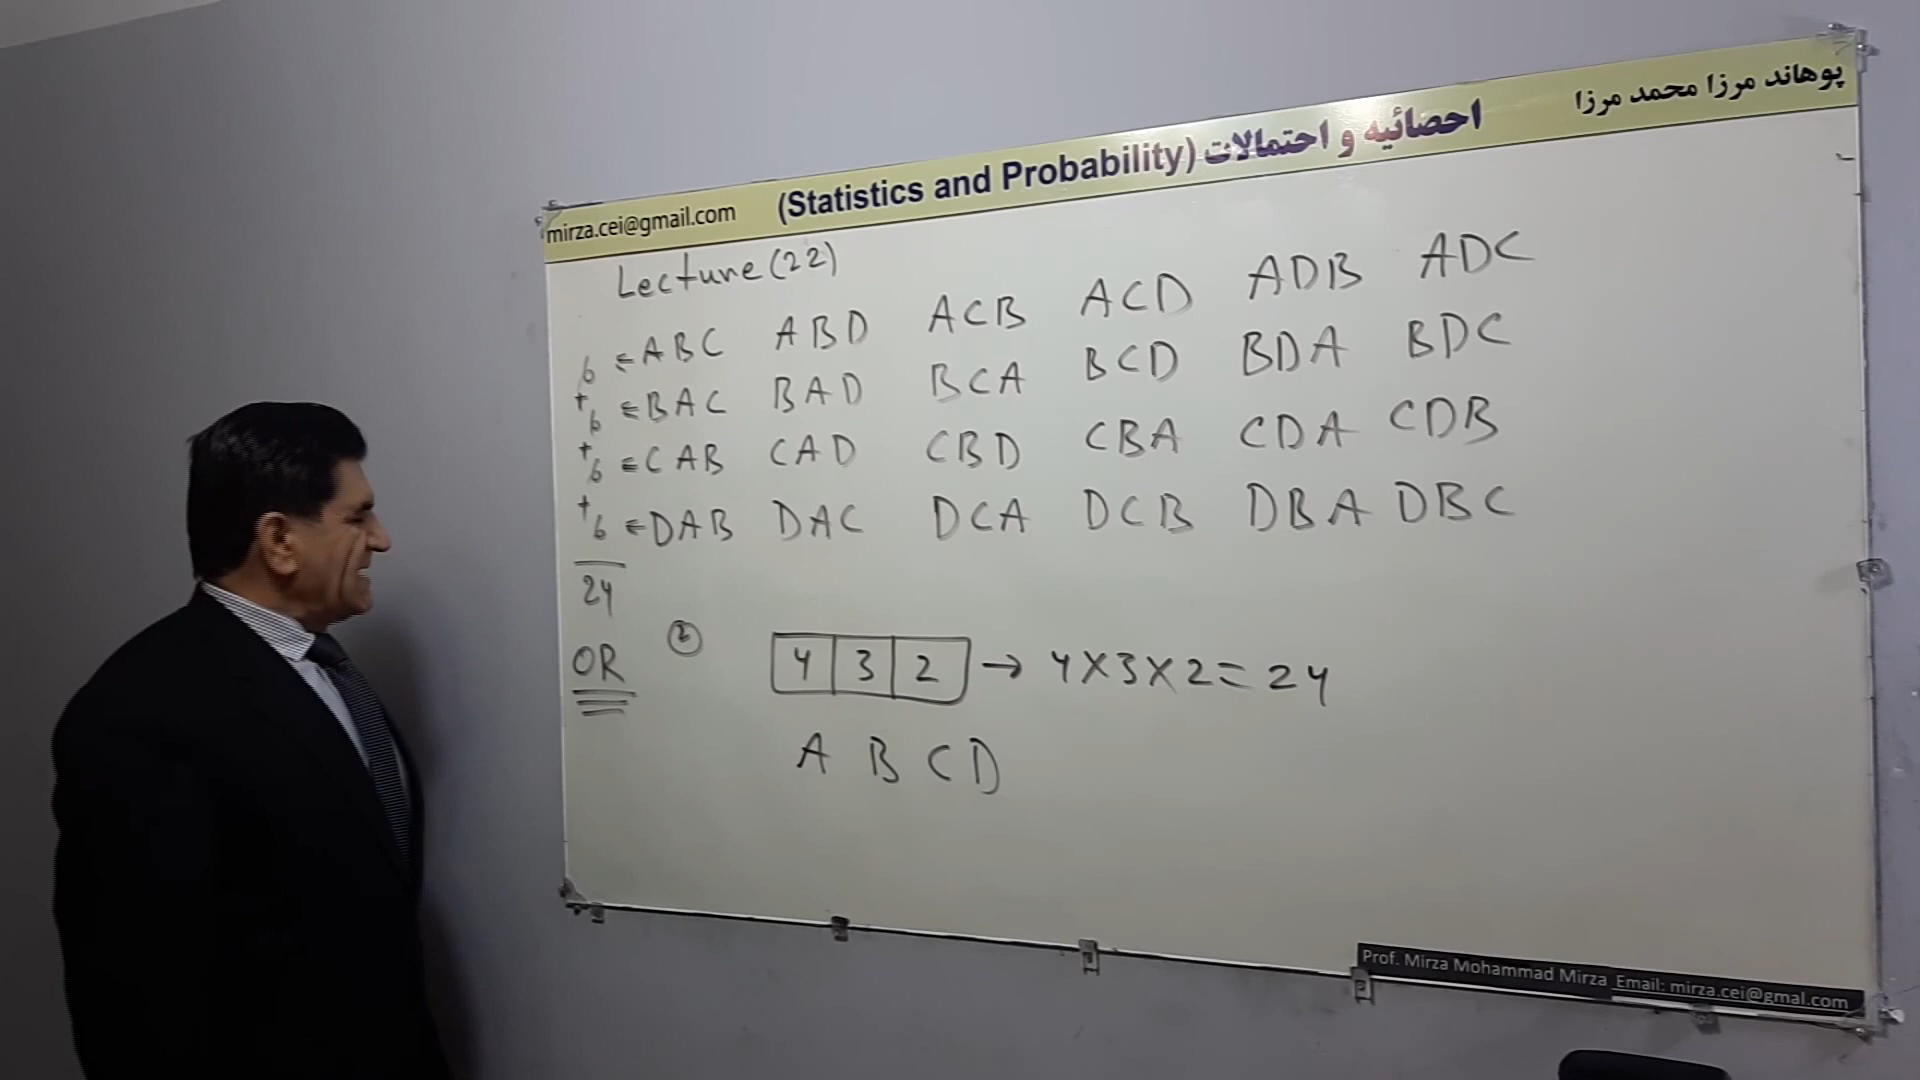 پوهاند مرزا محمد مرزا
احصائیه و احتمالات (Statistics and Probability)
mirza.cei@gmail.com
Lecture (22)
6 ⇐ ABC ABD ACB ACD ADB ADC
+
6 ⇐ BAC BAD BCA BCD BDA BDC
+
6 ⇐ CAB CAD CBD CBA CDA CDB
+
6 ⇐ DAB DAC DCA DCB DBA DBC
24
OR ② 4 3 2 → 4×3×2=24
A B C D
Prof. Mirza Mohammad Mirza Email: mirza.cei@gmal.com